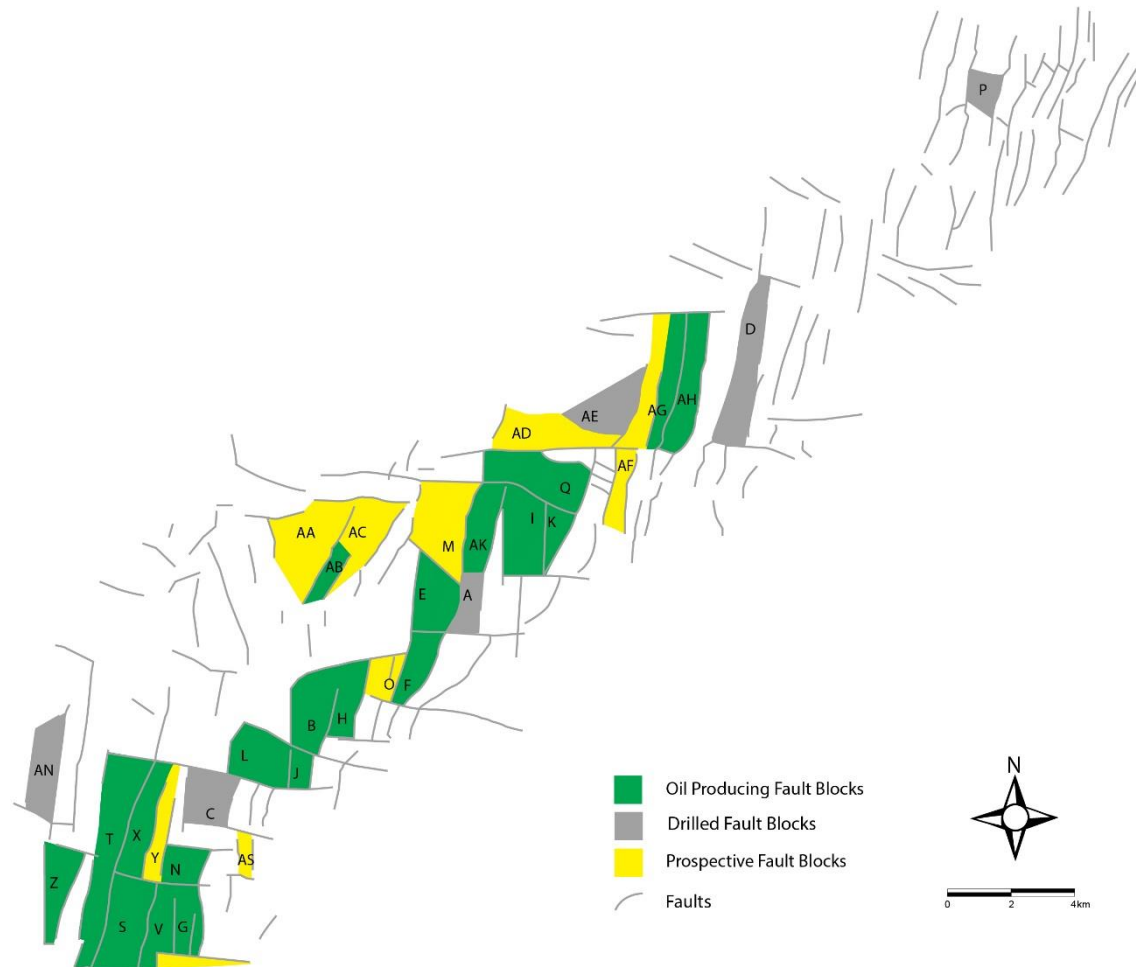 P
D
AE
AG
AH
AD
AF
Q
AA
AC
I
K
M
AK
AB
E
A
O
F
B
H
L
J
AN
C
T
X
Y
N
AS
Z
S
V
G
Oil Producing Fault Blocks
Drilled Fault Blocks
Prospective Fault Blocks
Faults
N
0 2 4km